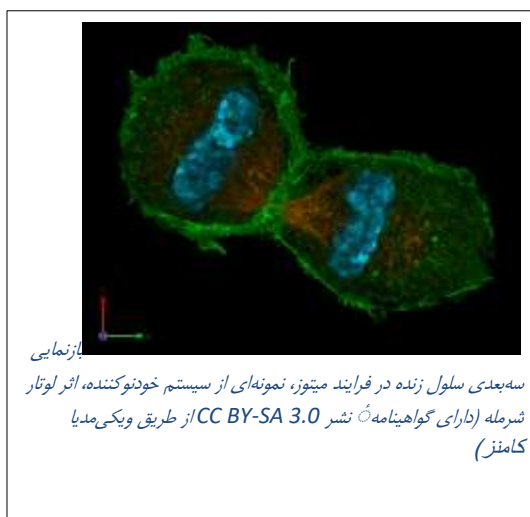 بازنمایی
سه‌بعدی سلول زنده در فرایند میتوز، نمونه‌ای از سیستم خودنوکننده، اثر لوتار
شرمله (دارای گواهینامهٔ نشر CC BY-SA 3.0 از طریق ویکی‌مدیا
کامنز)